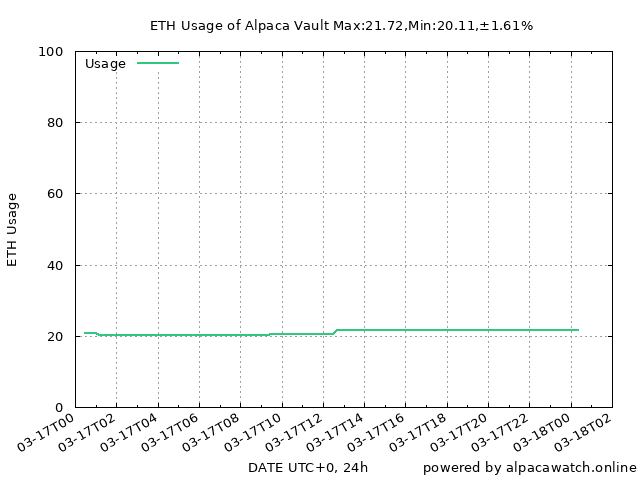 ETH Usage of Alpaca Vault Max:21.72,Min:20.11,±1.61%
100
Usage
80
60
ETH Usage
40
20
0
03-17T00 03-17T02 03-17T04 03-17T06 03-17T08 03-17T10 03-17T12 03-17T14 03-17T16 03-17T18 03-17T20 03-17T22 03-18T00 03-18T02
DATE UTC+0, 24h powered by alpacawatch.online